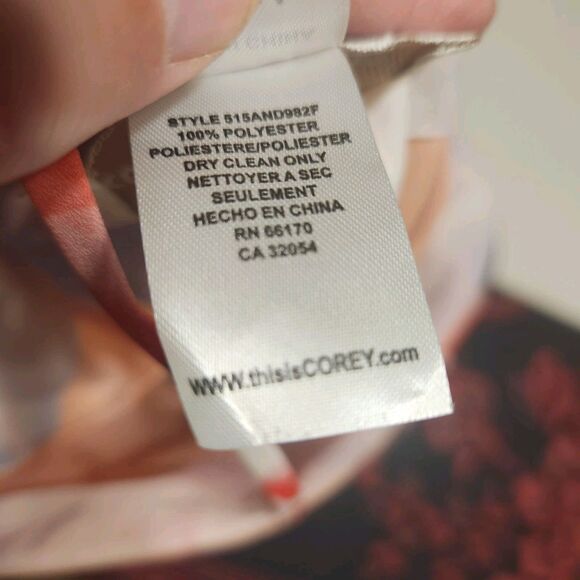 STYLE 515AND982F
100% POLYESTER
POLIESTERE/POLIESTER
DRY CLEAN ONLY
NETTOYER A SEC
SEULEMENT
HECHO EN CHINA
RN 66170
CA 32054
WWW.thisisCOREY.com